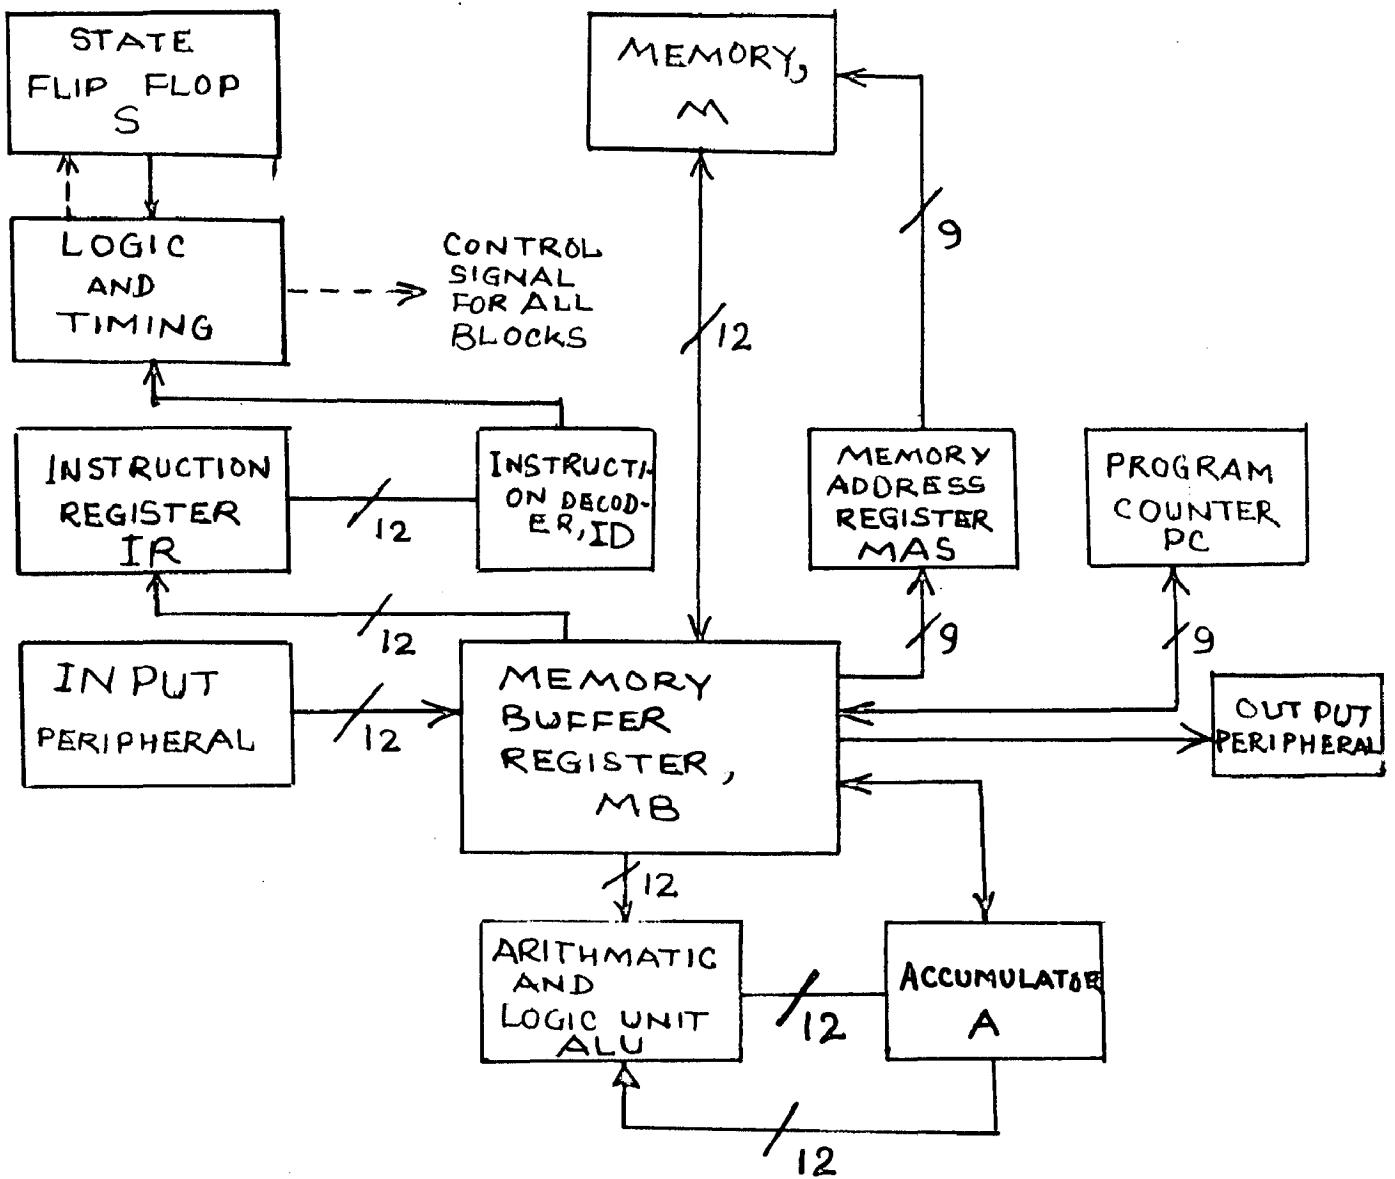 STATE
FLIP FLOP
S
MEMORY,
M
9
LOGIC
AND
TIMING
CONTROL
SIGNAL
FOR ALL
BLOCKS
12
INSTRUCTION
REGISTER
IR
12
INSTRUCTI-
ON DECOD-
ER, ID
MEMORY
ADDRESS
REGISTER
MAS
PROGRAM
COUNTER
PC
12
9
9
INPUT
PERIPHERAL
12
MEMORY
BUFFER
REGISTER,
MB
OUTPUT
PERIPHERAL
12
ARITHMATIC
AND
LOGIC UNIT
ALU
12
ACCUMULATOR
A
12